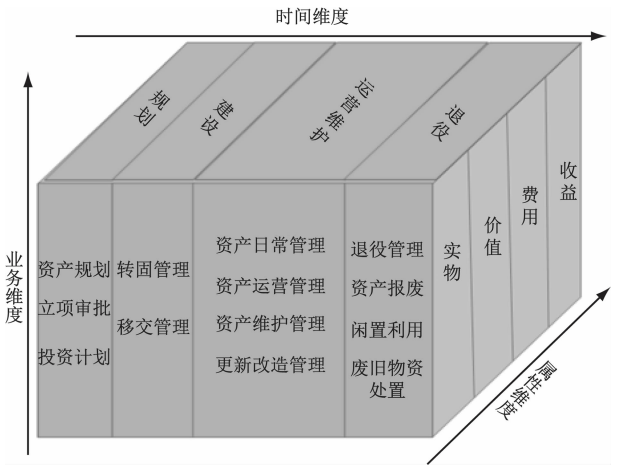 时间维度
规划
建设
运营维护
退役
业务维度
资产规划
立项审批
投资计划
转固管理
移交管理
资产日常管理
资产运营管理
资产维护管理
更新改造管理
退役管理
资产报废
闲置利用
废旧物资
处置
实物
价值
费用
收益
属性维度